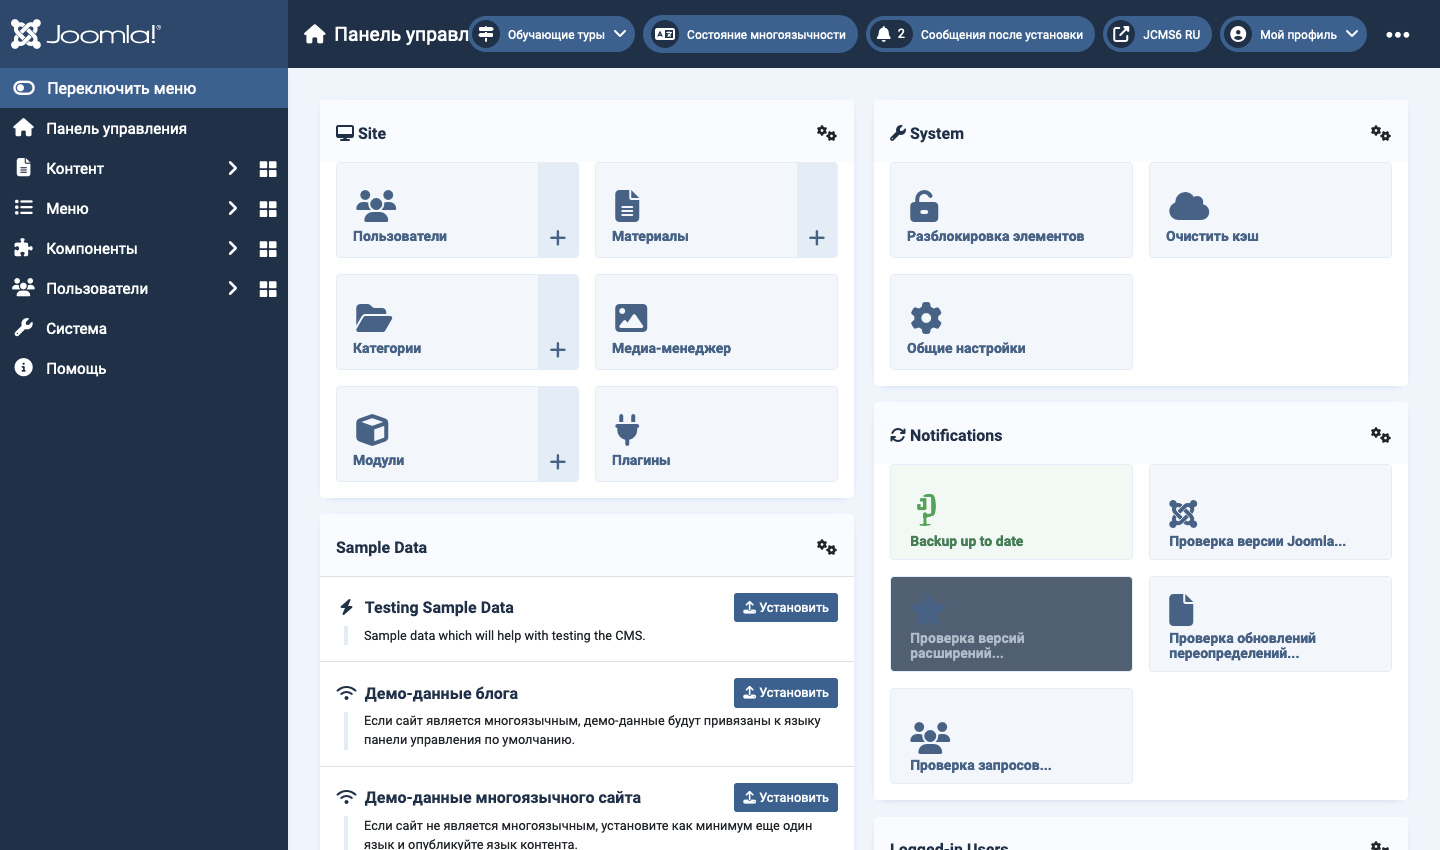 Joomla!®
Панель управл
Обучающие туры
Состояние многоязычности
2
Сообщения после установки
JCMS6 RU
Мой профиль
Переключить меню
Панель управления
Контент
Меню
Компоненты
Пользователи
Система
Помощь
Site
Пользователи
Материалы
Категории
Медиа-менеджер
Модули
Плагины
Sample Data
Testing Sample Data
Установить
Sample data which will help with testing the CMS.
Демо-данные блога
Установить
Если сайт является многоязычным, демо-данные будут привязаны к языку
панели управления по умолчанию.
Демо-данные многоязычного сайта
Установить
Если сайт не является многоязычным, установите как минимум еще один
язык и опубликуйте язык контента.
System
Разблокировка элементов
Очистить кэш
Общие настройки
Notifications
Backup up to date
Проверка версии Joomla...
Проверка версий
расширений...
Проверка обновлений
переопределений...
Проверка запросов...
Logged-in Users